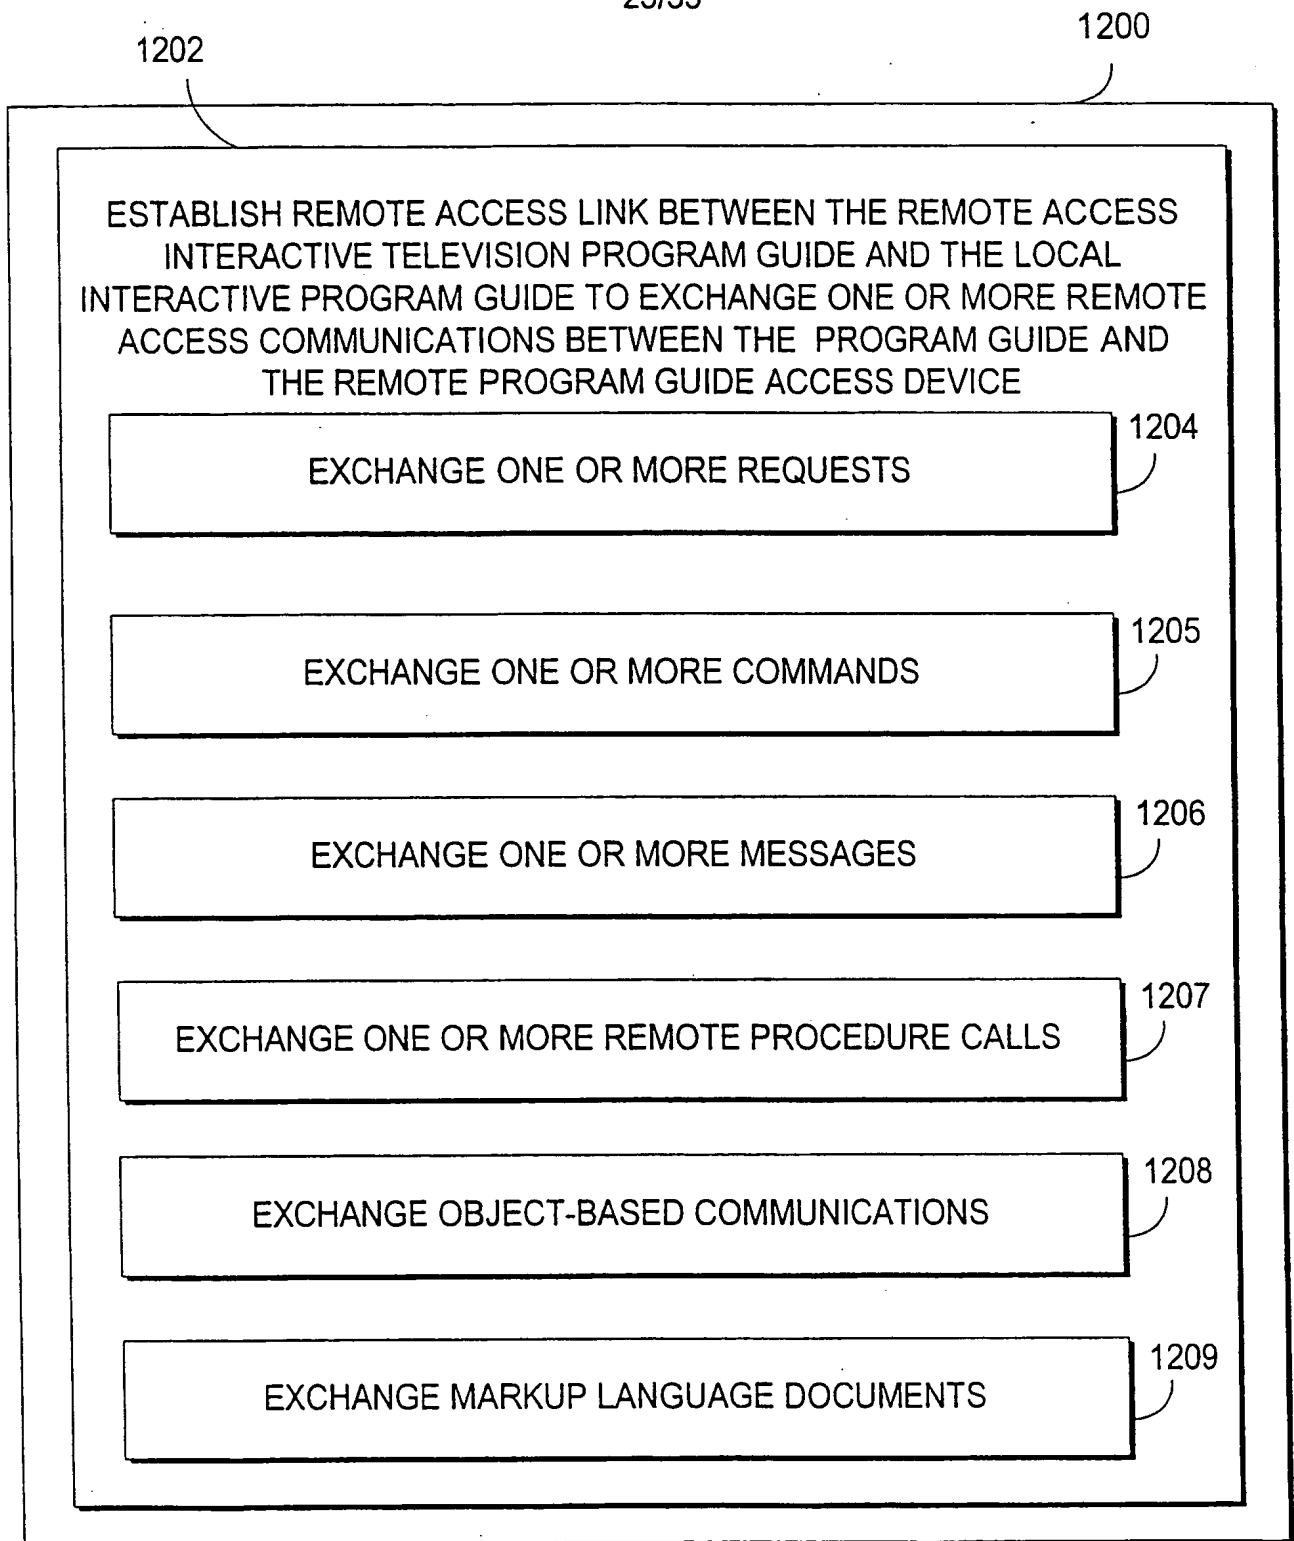 1200
1202
ESTABLISH REMOTE ACCESS LINK BETWEEN THE REMOTE ACCESS
INTERACTIVE TELEVISION PROGRAM GUIDE AND THE LOCAL
INTERACTIVE PROGRAM GUIDE TO EXCHANGE ONE OR MORE REMOTE
ACCESS COMMUNICATIONS BETWEEN THE PROGRAM GUIDE AND
THE REMOTE PROGRAM GUIDE ACCESS DEVICE
1204
EXCHANGE ONE OR MORE REQUESTS
1205
EXCHANGE ONE OR MORE COMMANDS
1206
EXCHANGE ONE OR MORE MESSAGES
1207
EXCHANGE ONE OR MORE REMOTE PROCEDURE CALLS
1208
EXCHANGE OBJECT-BASED COMMUNICATIONS
1209
EXCHANGE MARKUP LANGUAGE DOCUMENTS